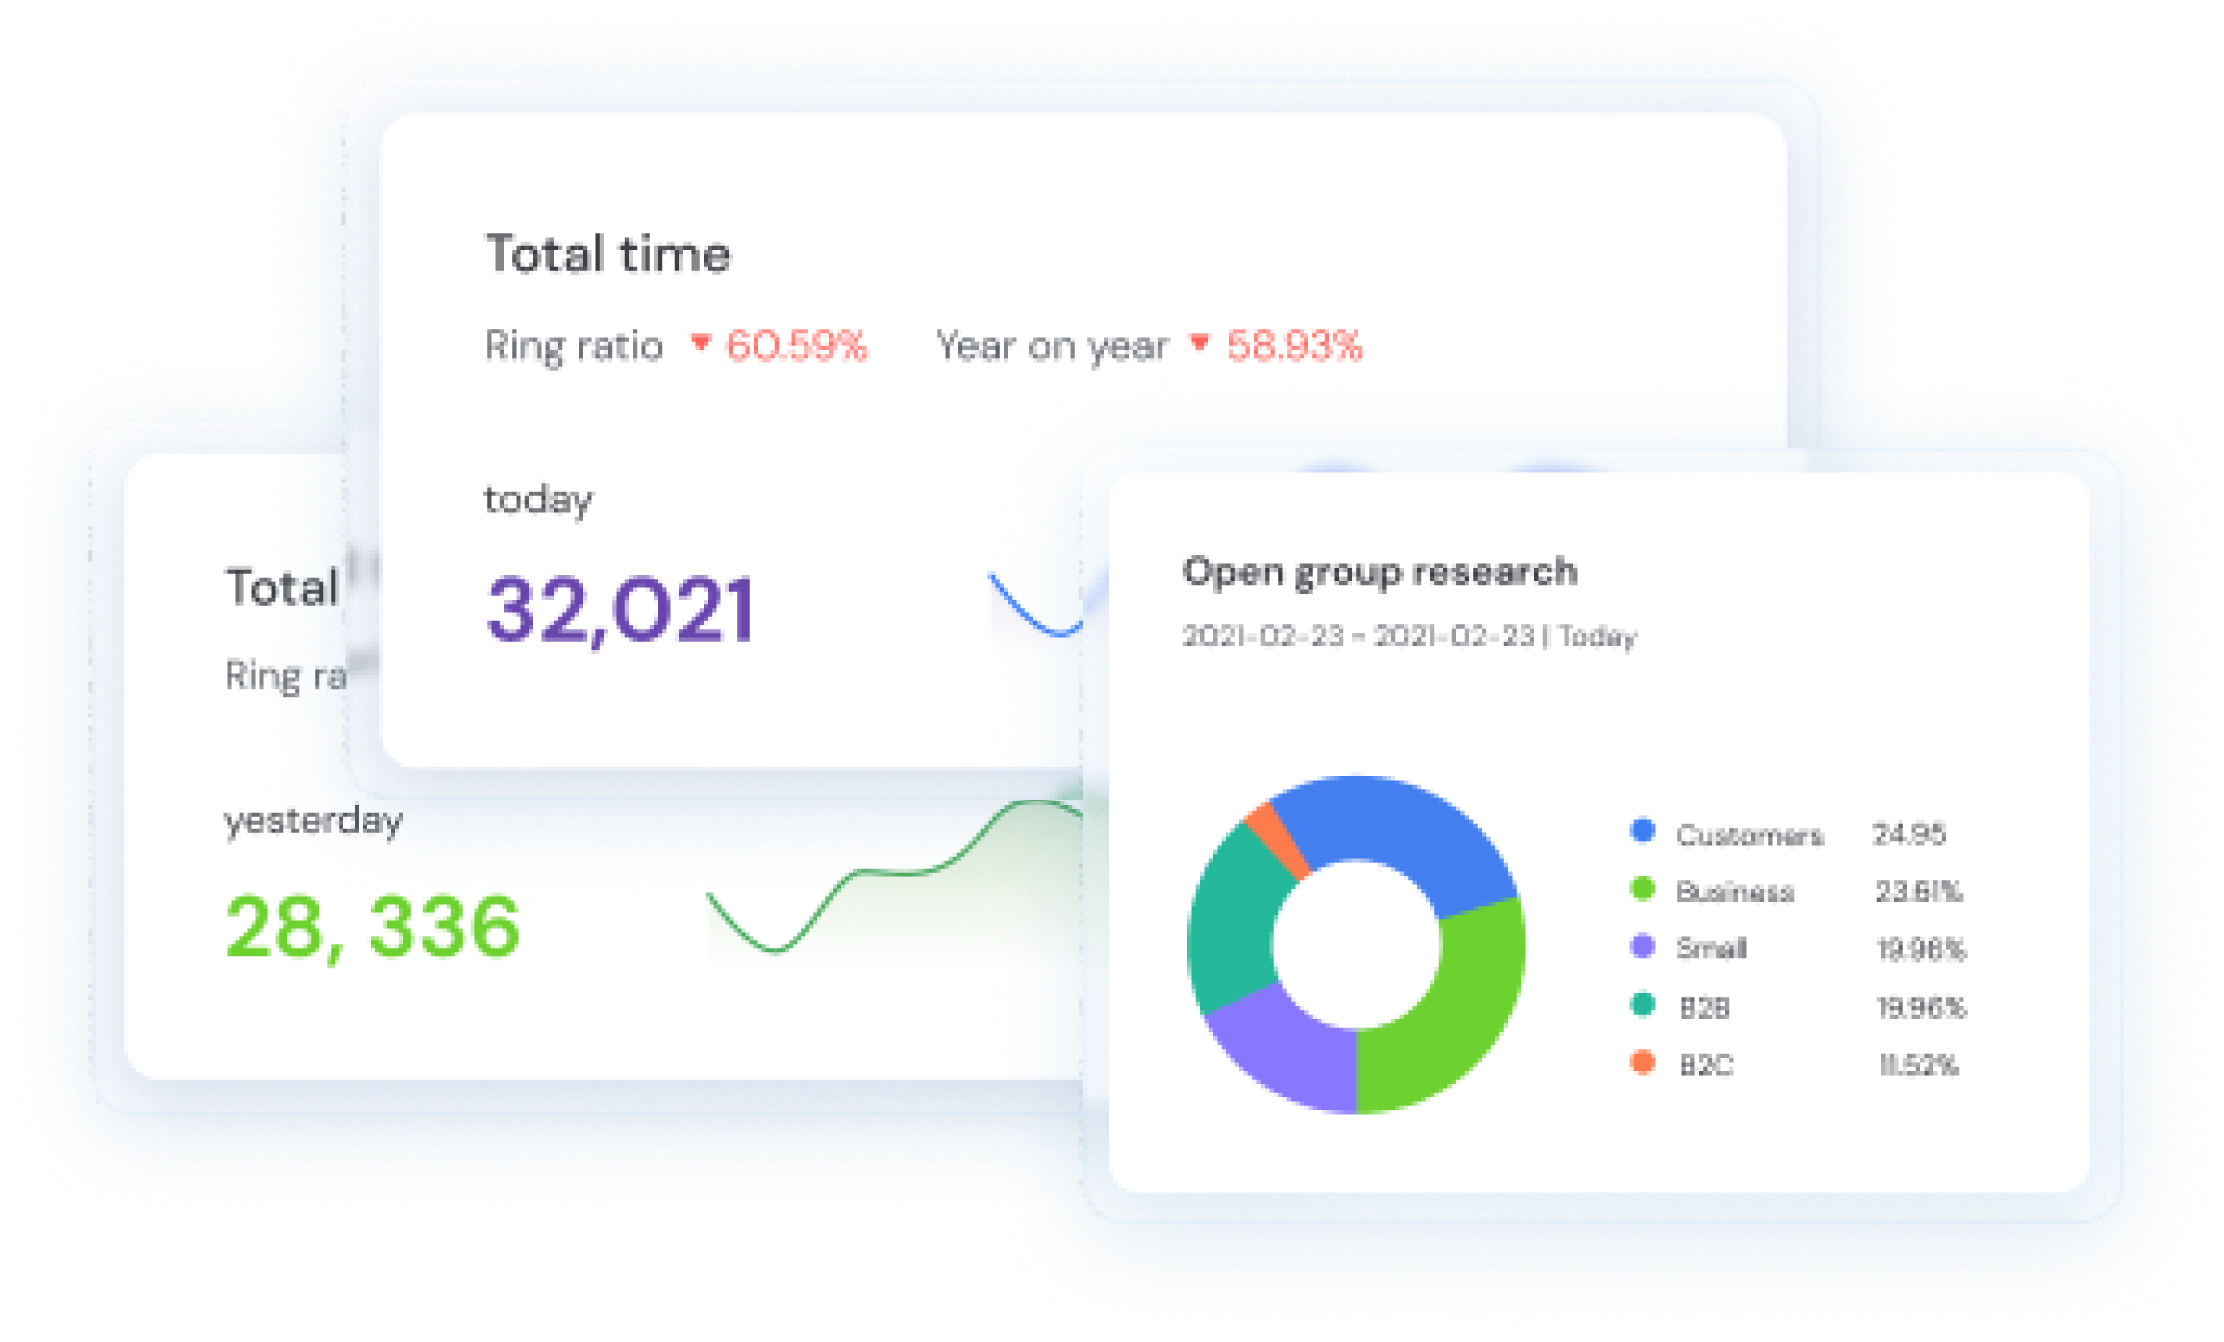 Total time
Ring ratio ▼ 60.59% Year on year ▼ 58.93%
today
32,021
Total
Ring ra
yesterday
28, 336
Open group research
2021-02-23 ~ 2021-02-23 | Today
Customers 24.95
Business 23.61%
Small 19.96%
B2B 19.96%
B2C 11.52%